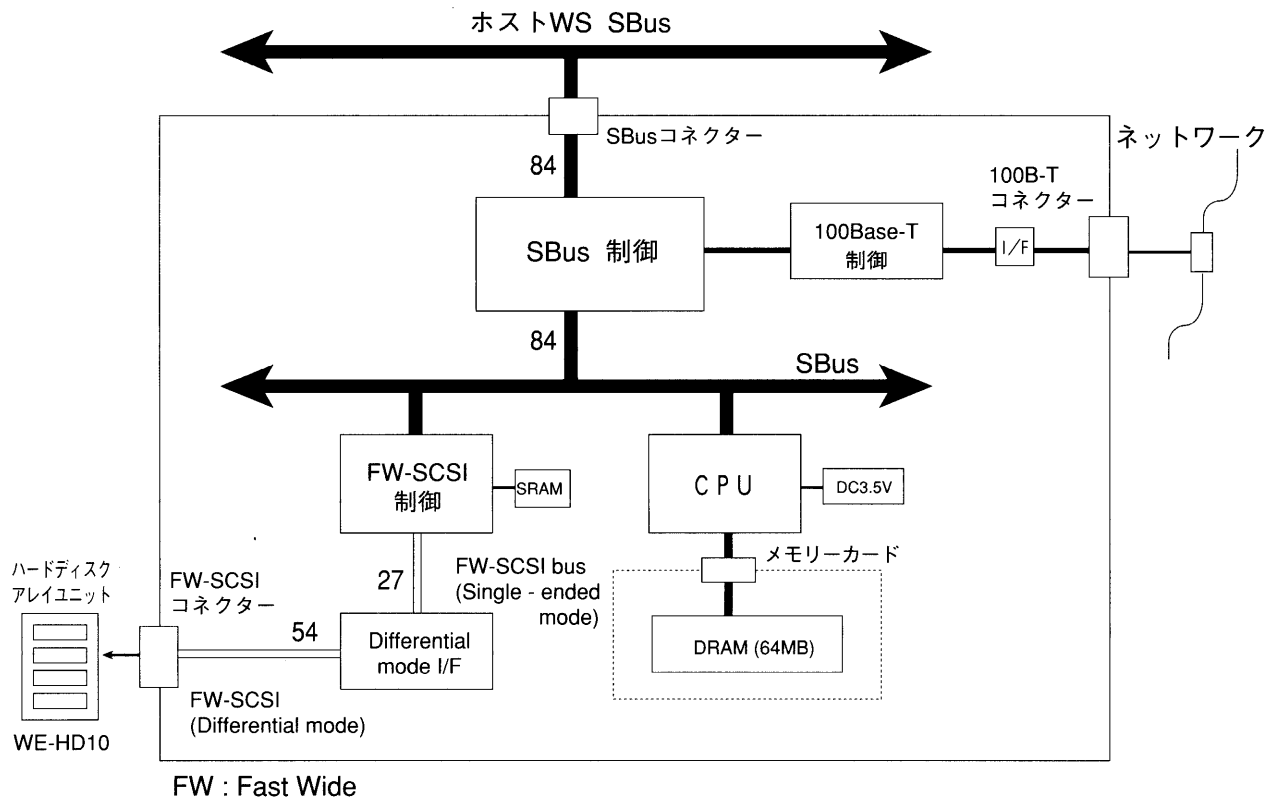 ホストWS SBus
SBusコネクター
ネットワーク
84
100B-T
コネクター
SBus 制御
100Base-T
制御
I/F
84
SBus
FW-SCSI
制御
SRAM
CPU
DC3.5V
メモリーカード
ハードディスク
アレイユニット
FW-SCSI
コネクター
27
FW-SCSI bus
(Single - ended
mode)
54
Differential
mode I/F
DRAM (64MB)
FW-SCSI
(Differential mode)
WE-HD10
FW : Fast Wide